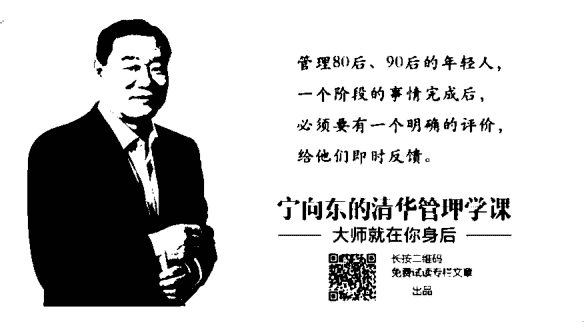 管理80后、90后的年轻人，
一个阶段的事情完成后，
必须要有一个明确的评价，
给他们即时反馈。
宁向东的清华管理学课
大师就在你身后
长按二维码
免费试读专栏文章
出品